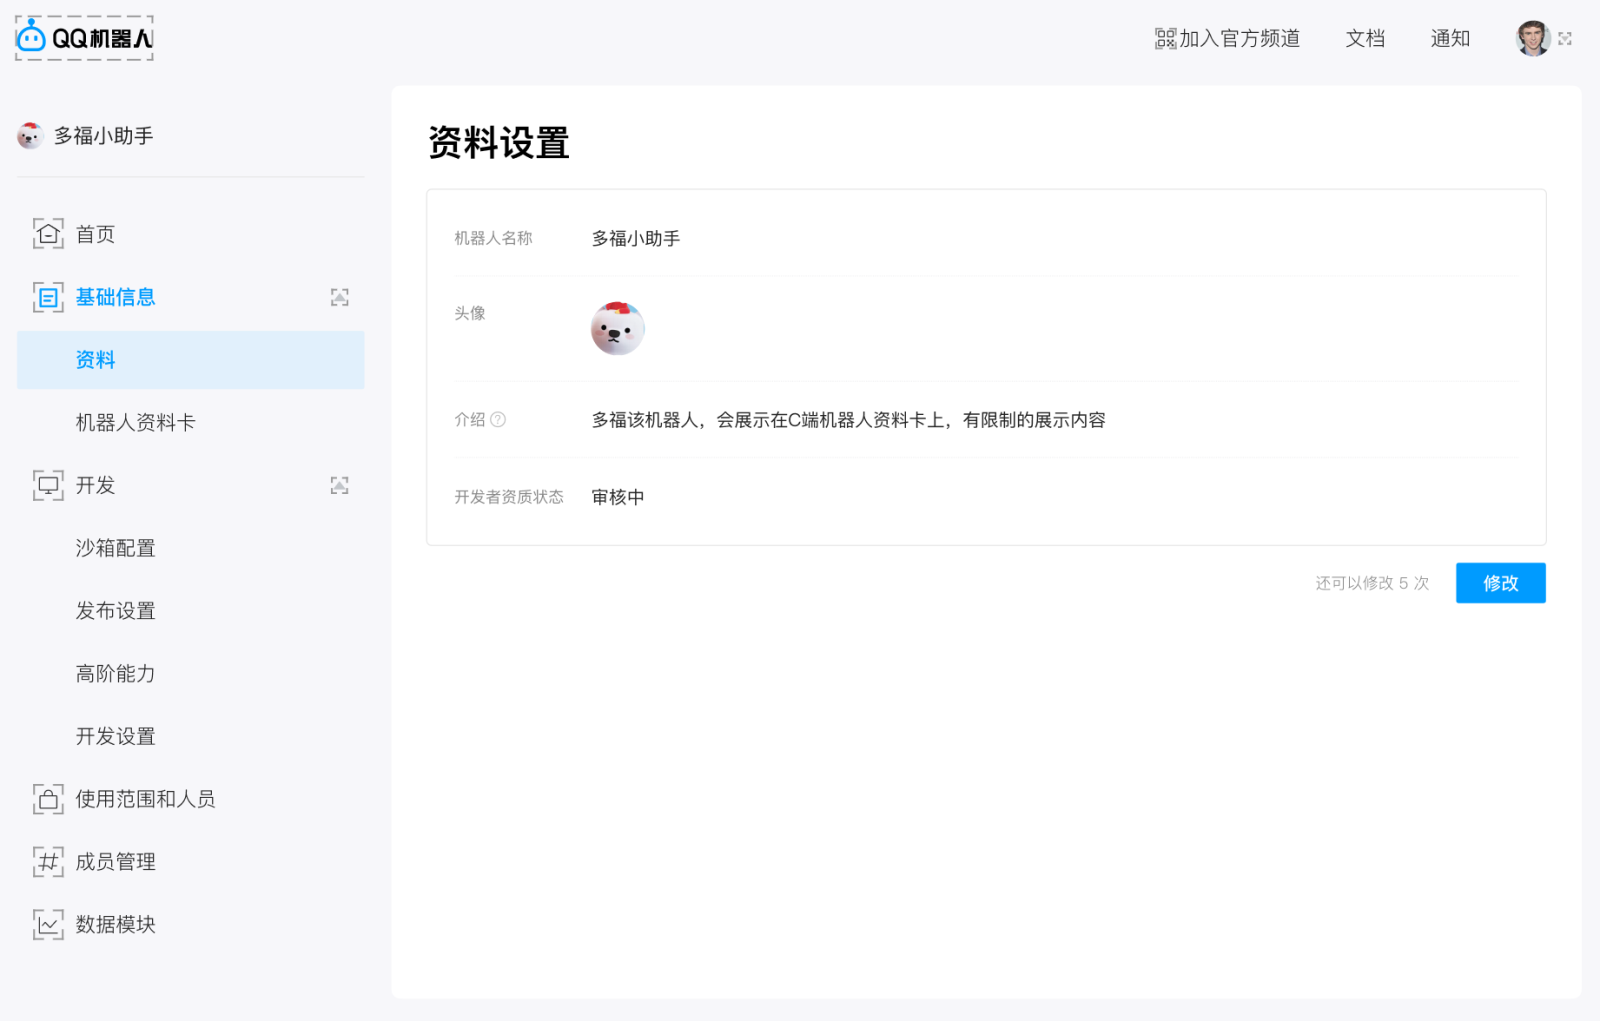 QQ机器人
加入官方频道
文档
通知
多福小助手
首页
基础信息
资料
机器人资料卡
开发
沙箱配置
发布设置
高阶能力
开发设置
使用范围和人员
成员管理
数据模块
资料设置
机器人名称
多福小助手
头像
介绍
多福该机器人，会展示在C端机器人资料卡上，有限制的展示内容
开发者资质状态
审核中
还可以修改 5 次
修改